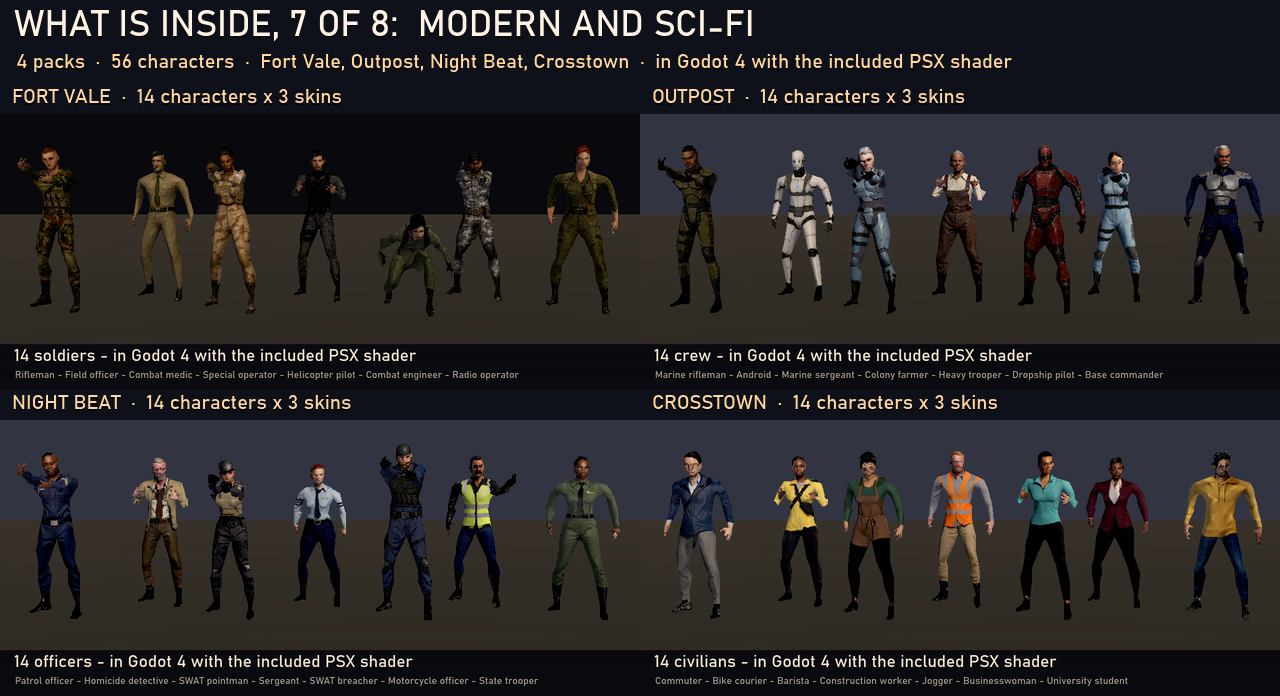 WHAT IS INSIDE, 7 OF 8: MODERN AND SCI-FI
4 packs · 56 characters · Fort Vale, Outpost, Night Beat, Crosstown · in Godot 4 with the included PSX shader
FORT VALE · 14 characters x 3 skins
14 soldiers - in Godot 4 with the included PSX shader
Rifleman - Field officer - Combat medic - Special operator - Helicopter pilot - Combat engineer - Radio operator
OUTPOST · 14 characters x 3 skins
14 crew - in Godot 4 with the included PSX shader
Marine rifleman - Android - Marine sergeant - Colony farmer - Heavy trooper - Dropship pilot - Base commander
NIGHT BEAT · 14 characters x 3 skins
14 officers - in Godot 4 with the included PSX shader
Patrol officer - Homicide detective - SWAT pointman - Sergeant - SWAT breacher - Motorcycle officer - State trooper
CROSSTOWN · 14 characters x 3 skins
14 civilians - in Godot 4 with the included PSX shader
Commuter - Bike courier - Barista - Construction worker - Jogger - Businesswoman - University student